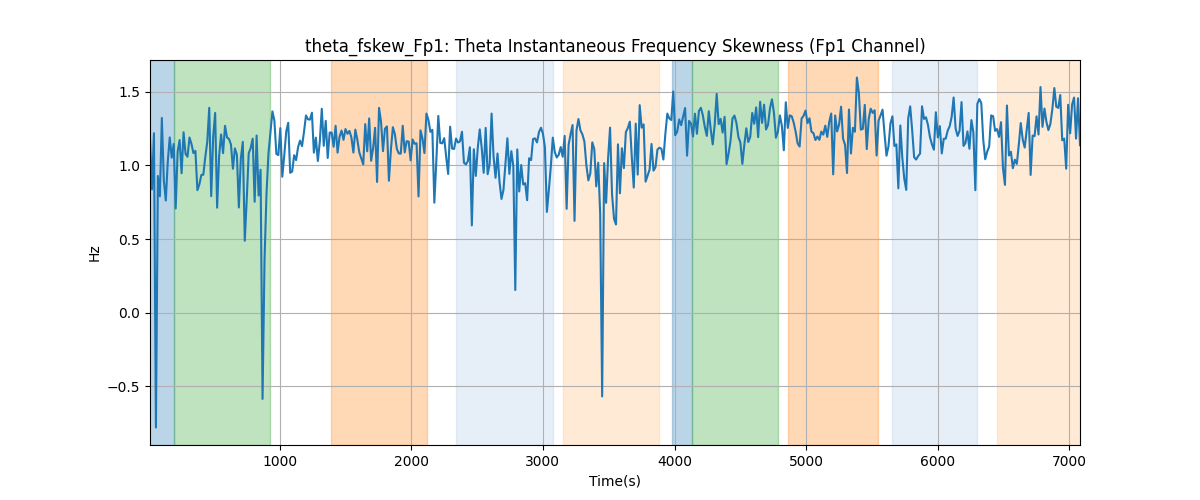 theta_fskew_Fp1: Theta Instantaneous Frequency Skewness (Fp1 Channel)
1.5
1.0
0.5
0.0
−0.5
Hz
1000 2000 3000 4000 5000 6000 7000
Time(s)